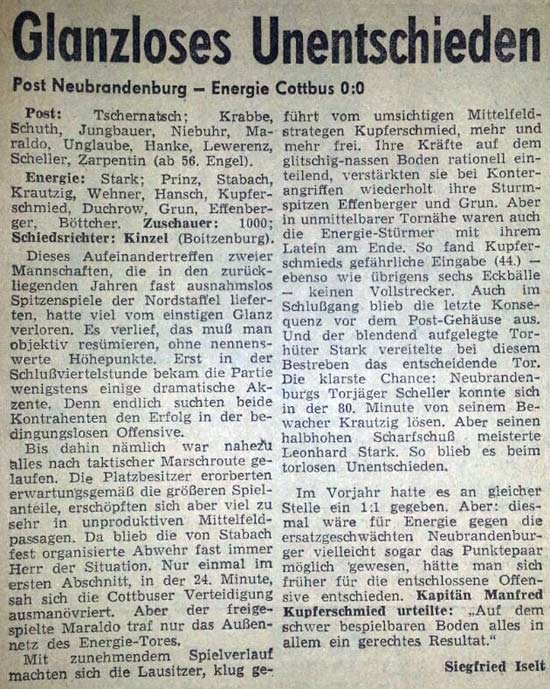 Glanzloses Unentschieden
Post Neubrandenburg — Energie Cottbus 0:0
Post: Tschernatsch; Krabbe,
Schuth, Jungbauer, Niebuhr, Ma-
raldo, Unglaube, Hanke, Lewerenz,
Scheller, Zarpentin (ab 56. Engel).
Energie: Stark; Prinz, Stabach,
Krautzig, Wehner, Hansch, Kupfer-
schmied, Duchrow, Grun, Effenber-
ger, Böttcher. Zuschauer: 1000;
Schiedsrichter: Kinzel (Boitzenburg).
Dieses Aufeinandertreffen zweier
Mannschaften, die in den zurück-
liegenden Jahren fast ausnahmslos
Spitzenspiele der Nordstaffel liefer-
ten, hatte viel vom einstigen Glanz
verloren. Es verlief, das muß man
objektiv resümieren, ohne nennens-
werte Höhepunkte. Erst in der
Schlußviertelstunde bekam die Partie
wenigstens einige dramatische Ak-
zente. Denn endlich suchten beide
Kontrahenten den Erfolg in der be-
dingungslosen Offensive.
Bis dahin nämlich war nahezu
alles nach taktischer Marschroute ge-
laufen. Die Platzbesitzer erorberten
erwartungsgemäß die größeren Spiel-
anteile, erschöpften sich aber viel zu
sehr in unproduktiven Mittelfeld-
passagen. Da blieb die von Stabach
fest organisierte Abwehr fast immer
Herr der Situation. Nur einmal im
ersten Abschnitt, in der 24. Minute,
sah sich die Cottbuser Verteidigung
ausmanövriert. Aber der freige-
spielte Maraldo traf nur das Außen-
netz des Energie-Tores.
Mit zunehmendem Spielverlauf
machten sich die Lausitzer, klug ge-
führt vom umsichtigen Mittelfeld-
strategen Kupferschmied, mehr und
mehr frei. Ihre Kräfte auf dem
glitschig-nassen Boden rationell ein-
teilend, verstärkten sie bei Konter-
angriffen wiederholt ihre Sturm-
spitzen Effenberger und Grun. Aber
in unmittelbarer Tornähe waren auch
die Energie-Stürmer mit ihrem
Latein am Ende. So fand Kupfer-
schmieds gefährliche Eingabe (44.) —
ebenso wie übrigens sechs Eckbälle
— keinen Vollstrecker. Auch im
Schlußgang blieb die letzte Konse-
quenz vor dem Post-Gehäuse aus.
Und der blendend aufgelegte Tor-
hüter Stark vereitelte bei diesem
Bestreben das entscheidende Tor.
Die klarste Chance: Neubranden-
burgs Torjäger Scheller konnte sich
in der 80. Minute von seinem Be-
wacher Krautzig lösen. Aber seinen
halbhohen Scharfschuß meisterte
Leonhard Stark. So blieb es beim
torlosen Unentschieden.
Im Vorjahr hatte es an gleicher
Stelle ein 1:1 gegeben. Aber: dies-
mal wäre für Energie gegen die
ersatzgeschwächten Neubrandenbur-
ger vielleicht sogar das Punktepaar
möglich gewesen, hätte man sich
früher für die entschlossene Offen-
sive entschieden. Kapitän Manfred
Kupferschmied urteilte: „Auf dem
schwer bespielbaren Boden alles in
allem ein gerechtes Resultat.“
Siegfried Iselt